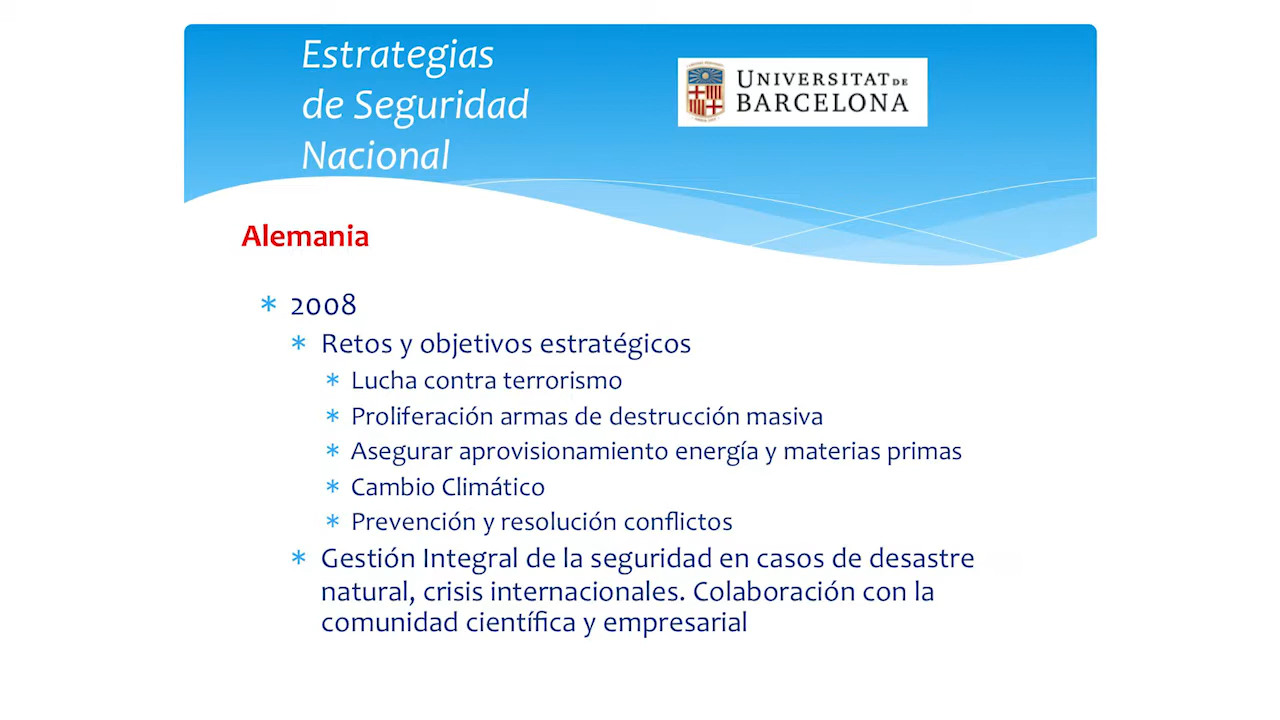 Estrategias
de Seguridad
Nacional
UNIVERSITAT DE
BARCELONA
Alemania
* 2008
* Retos y objetivos estratégicos
* Lucha contra terrorismo
* Proliferación armas de destrucción masiva
* Asegurar aprovisionamiento energía y materias primas
* Cambio Climático
* Prevención y resolución conflictos
* Gestión Integral de la seguridad en casos de desastre
natural, crisis internacionales. Colaboración con la
comunidad científica y empresarial